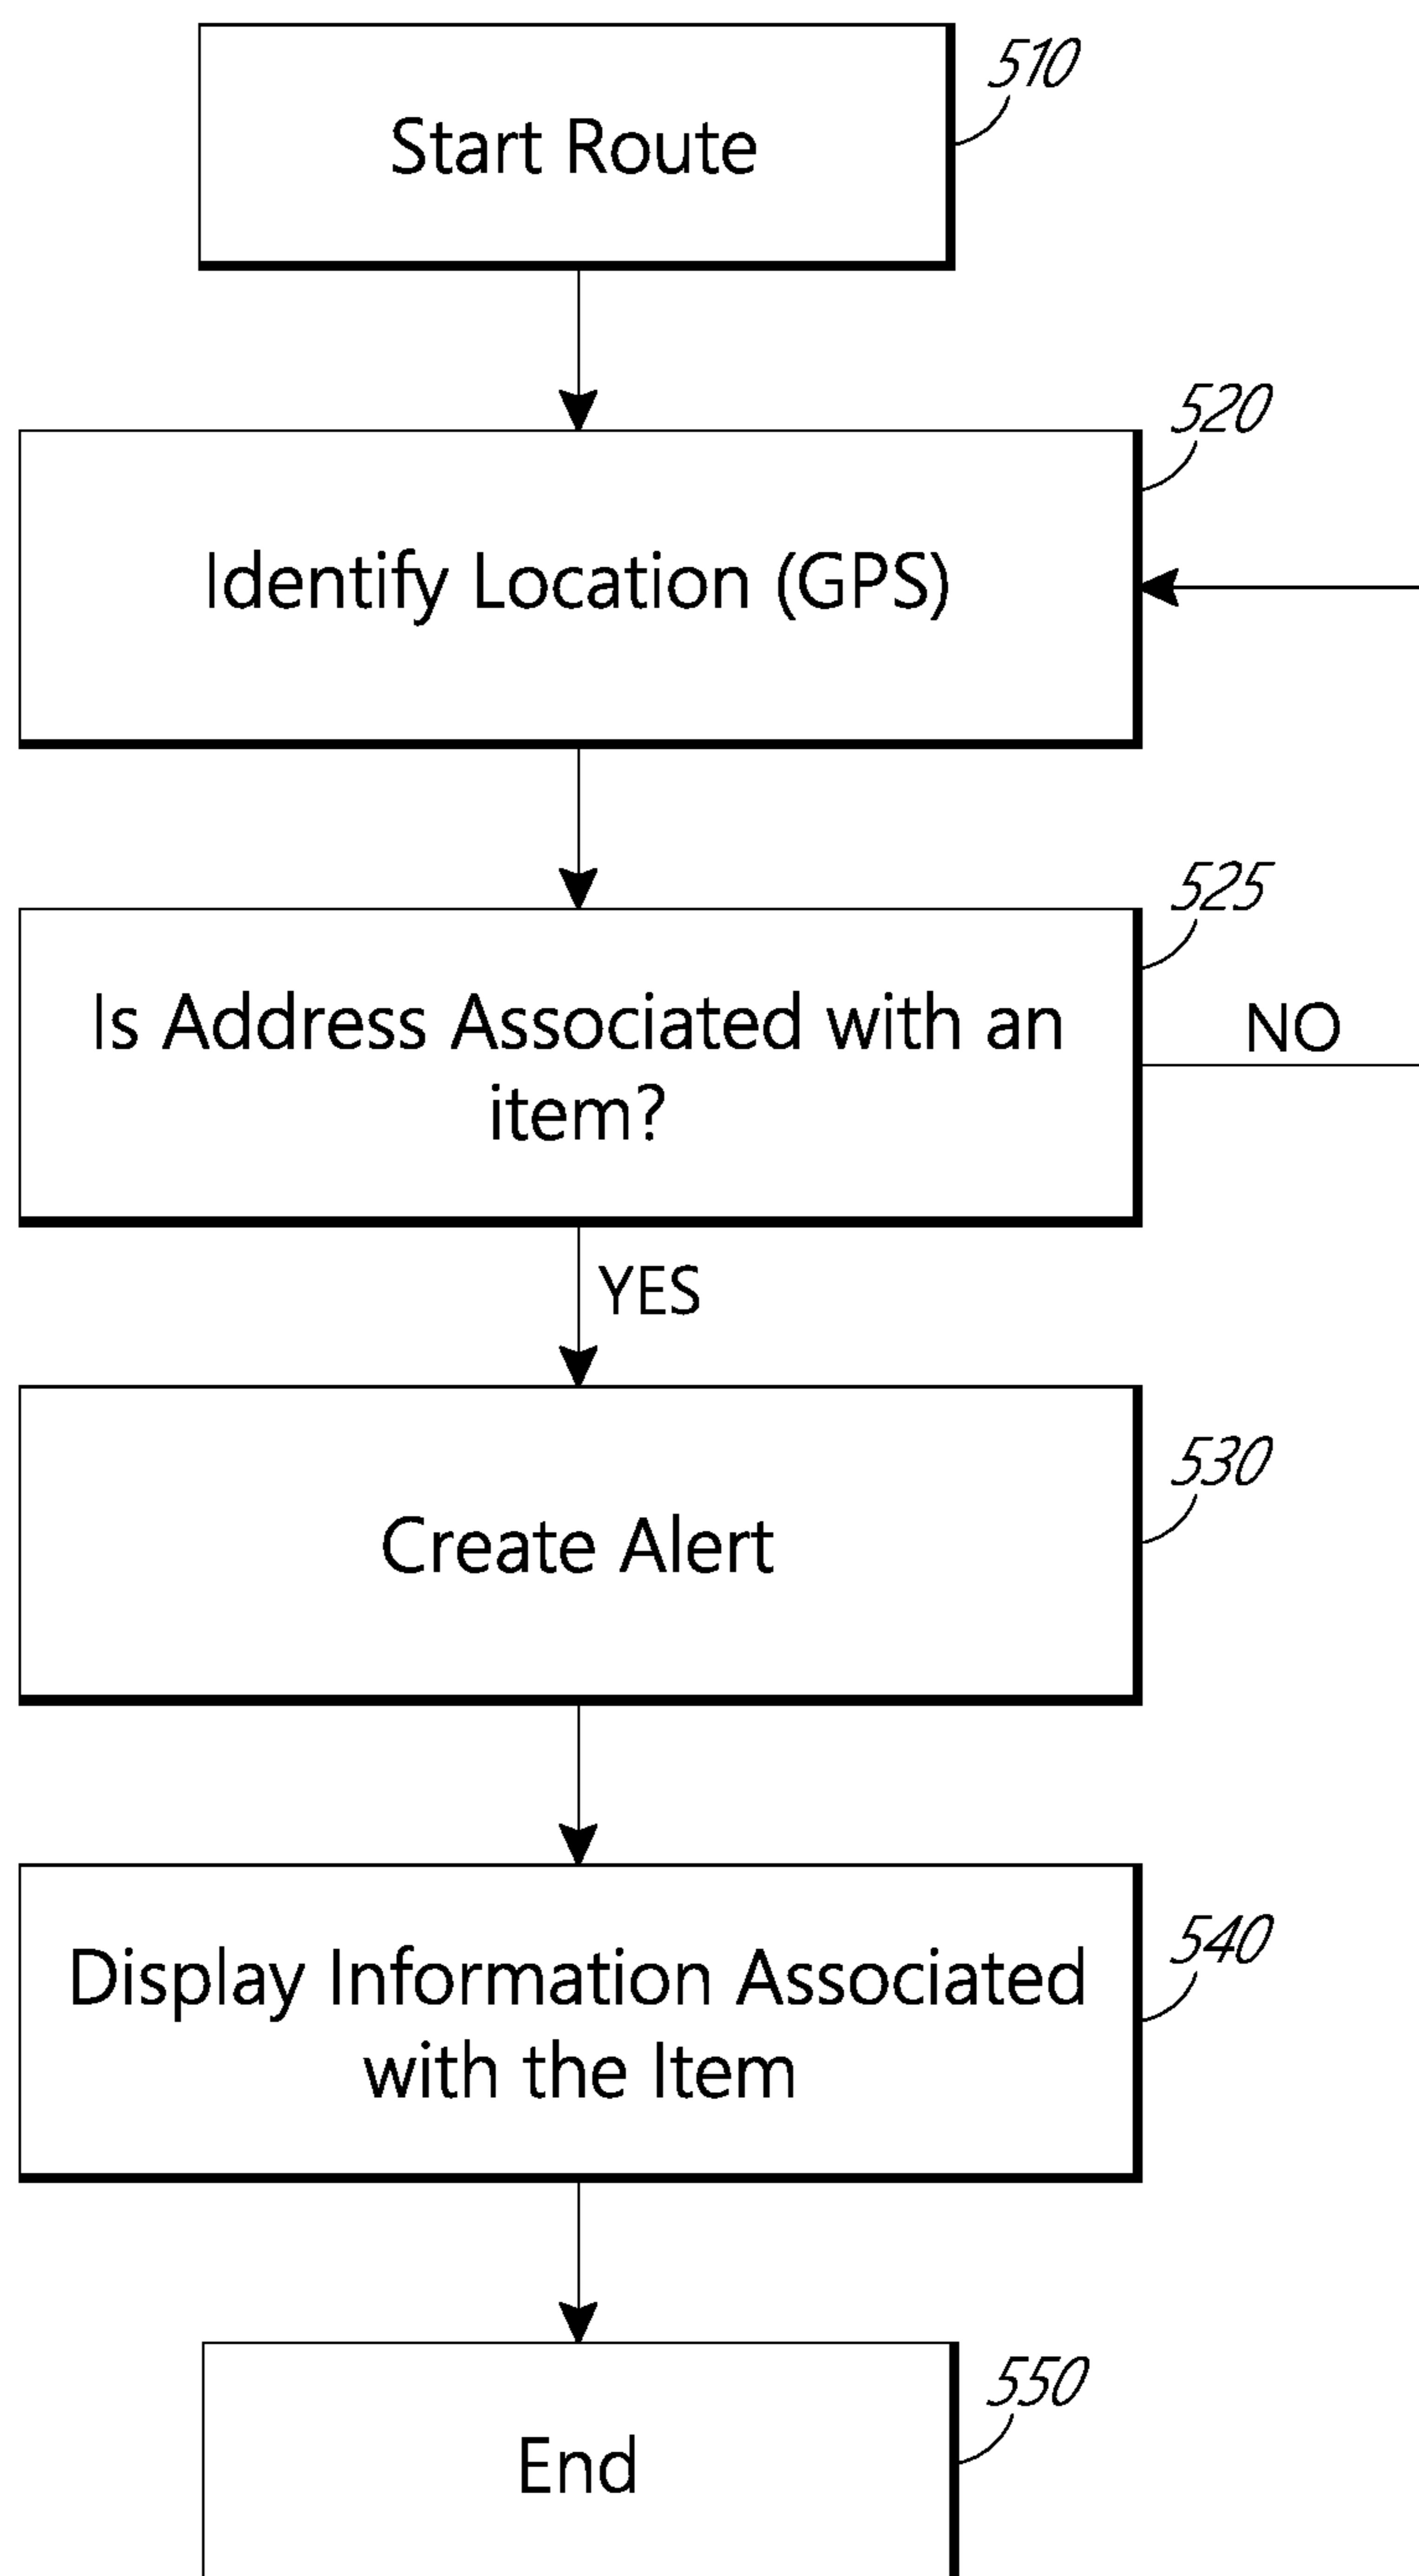 Start Route
510
520
Identify Location (GPS)
525
Is Address Associated with an
item?
NO
YES
530
Create Alert
540
Display Information Associated
with the Item
550
End